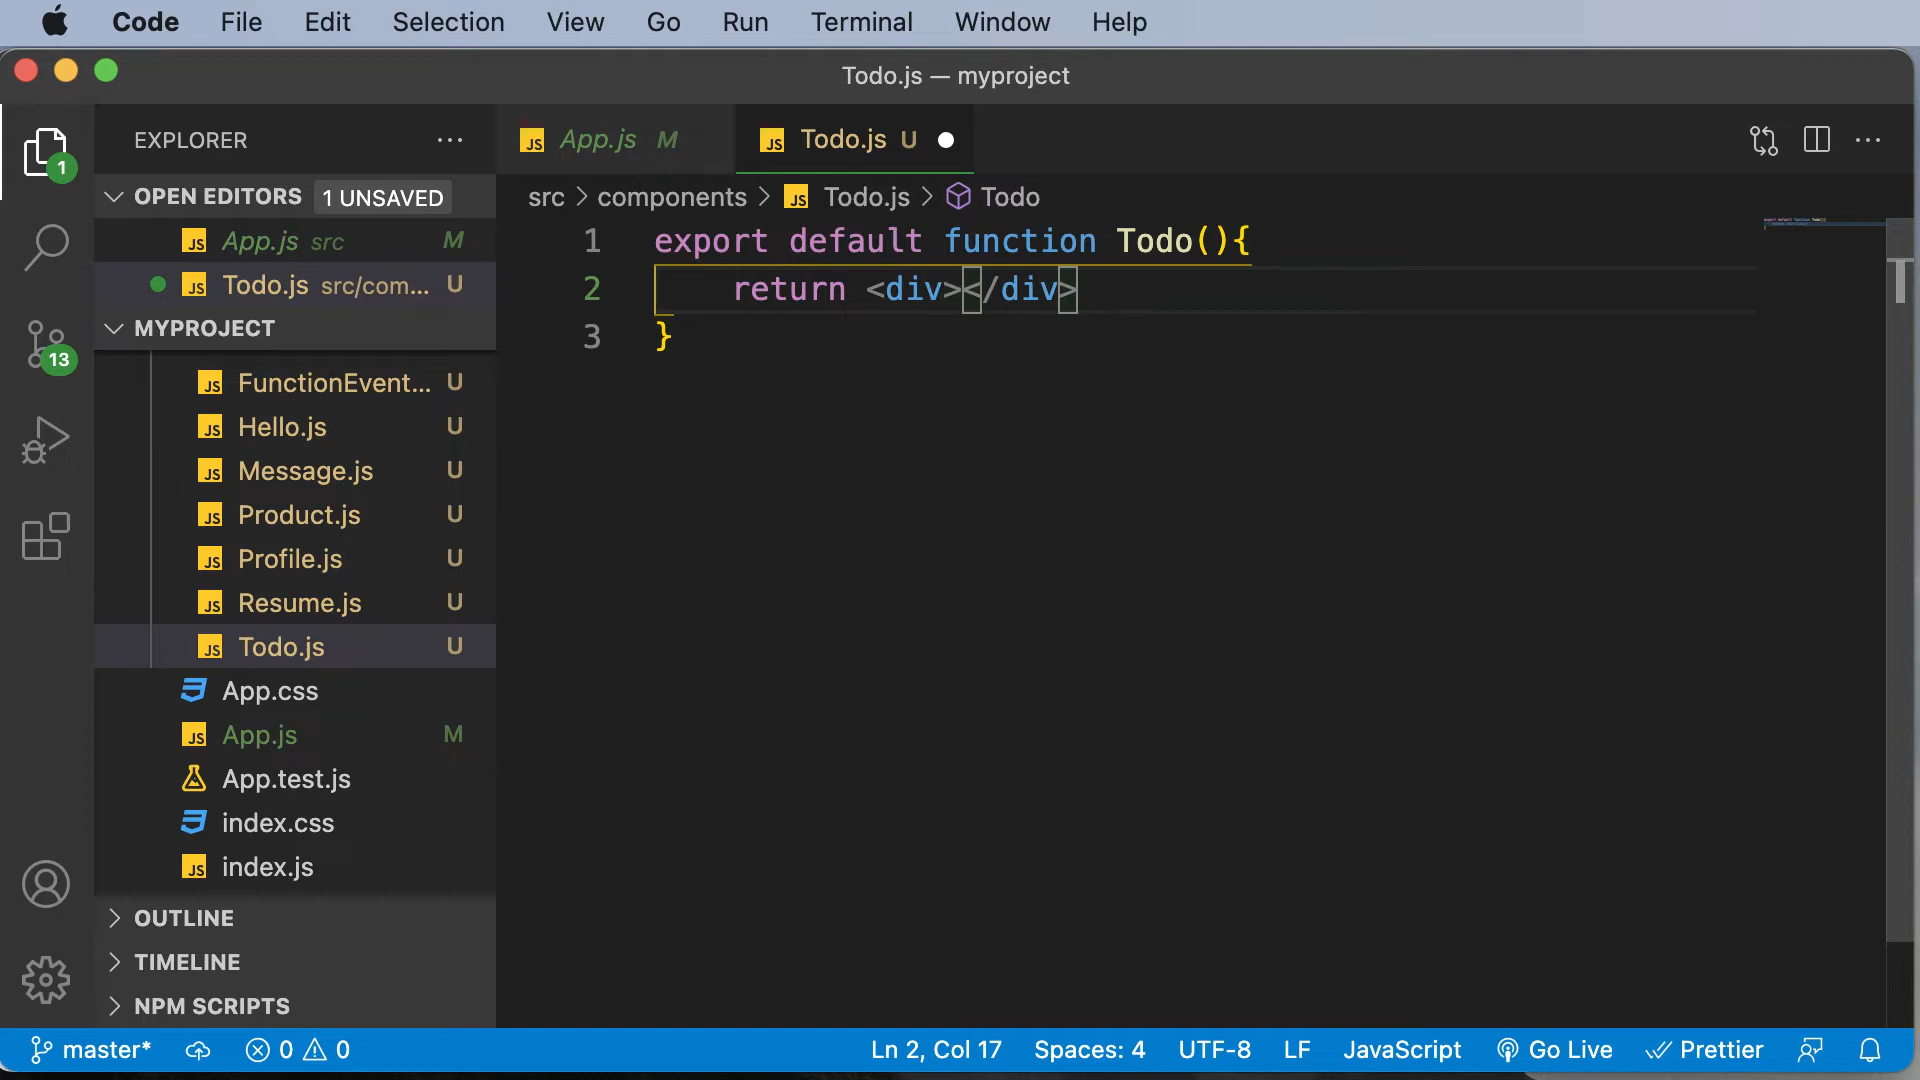 Code File Edit Selection View Go Run Terminal Window Help
Todo.js — myproject
EXPLORER
OPEN EDITORS 1 UNSAVED
App.js src M
Todo.js src/com... U
MYPROJECT
FunctionEvent... U
Hello.js U
Message.js U
Product.js U
Profile.js U
Resume.js U
Todo.js U
App.css
App.js M
App.test.js
index.css
index.js
OUTLINE
TIMELINE
NPM SCRIPTS
1
13
App.js M
Todo.js U
src > components > Todo.js > Todo
1 export default function Todo(){
2 return <div></div>
3 }
master* 0 0 Ln 2, Col 17 Spaces: 4 UTF-8 LF JavaScript Go Live Prettier